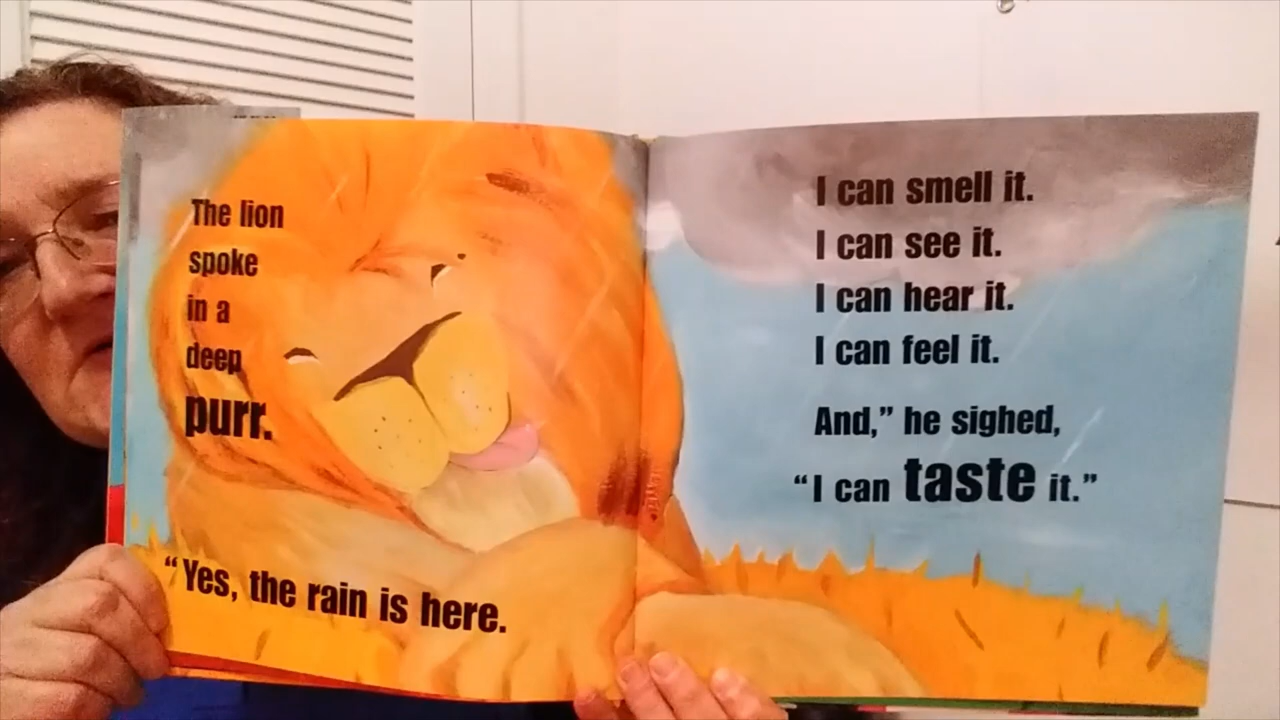 The lion
spoke
in a
deep
purr.
“Yes, the rain is here.
I can smell it.
I can see it.
I can hear it.
I can feel it.
And,” he sighed,
“I can taste it.”